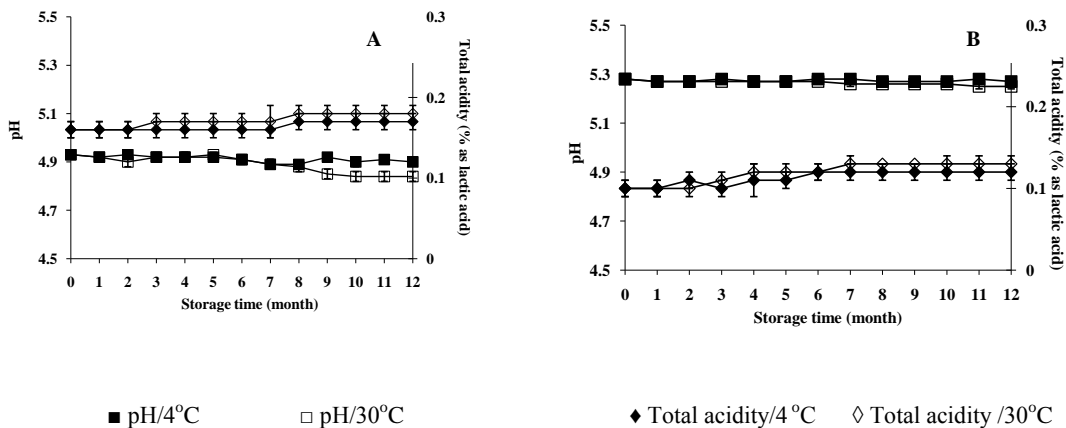 A
5.5
5.3
5.1
4.9
4.7
4.5
pH
0.3
0.2
0.1
0
Total acidity (% as lactic acid)
0 1 2 3 4 5 6 7 8 9 10 11 12
Storage time (month)
B
5.5
5.3
5.1
4.9
4.7
4.5
pH
0.3
0.2
0.1
0
Total acidity (% as lactic acid)
0 1 2 3 4 5 6 7 8 9 10 11 12
Storage time (month)
pH/4°C pH/30°C Total acidity/4 °C Total acidity /30°C